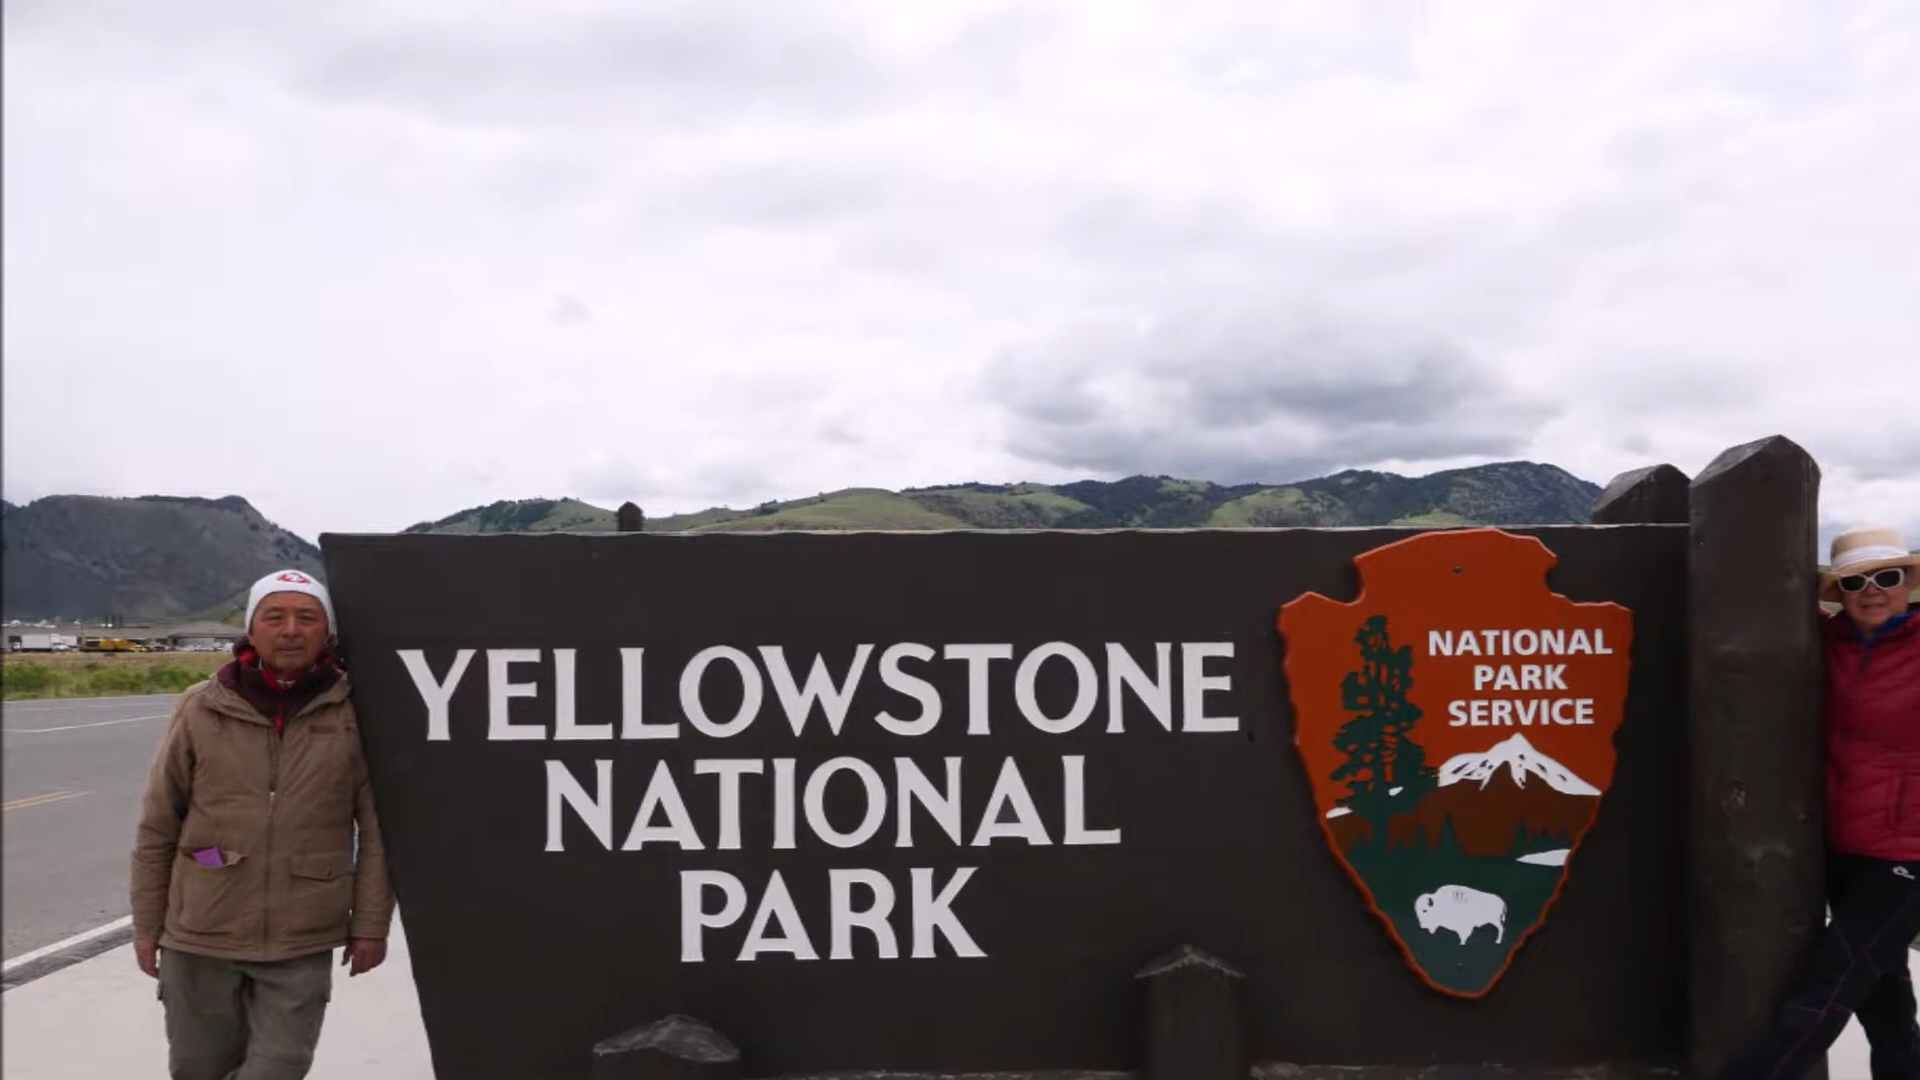 YELLOWSTONE
NATIONAL
PARK
NATIONAL
PARK
SERVICE